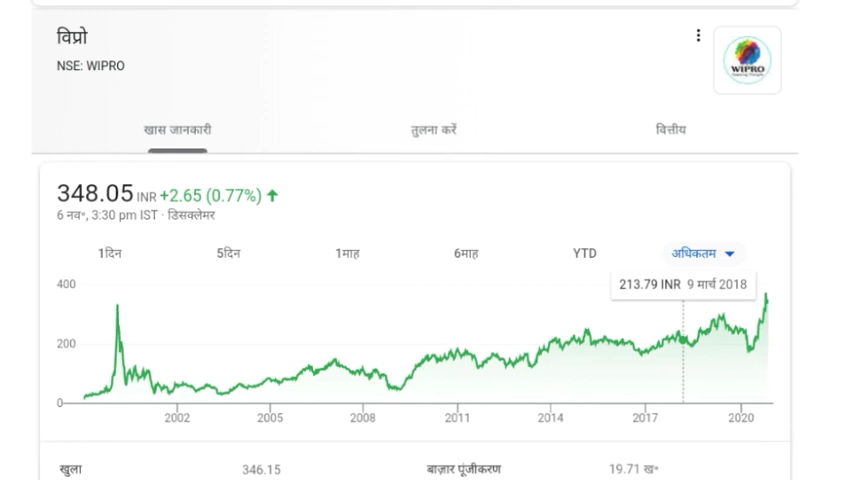 विप्रो
NSE: WIPRO
WIPRO
खास जानकारी
तुलना करें
वित्तीय
348.05 INR +2.65 (0.77%) ↑
6 नव॰, 3:30 pm IST · डिसक्लेमर
1दिन
5दिन
1माह
6माह
YTD
अधिकतम
213.79 INR 9 मार्च 2018
400
200
0
2002
2005
2008
2011
2014
2017
2020
खुला 346.15
बाज़ार पूंजीकरण 19.71 ख॰